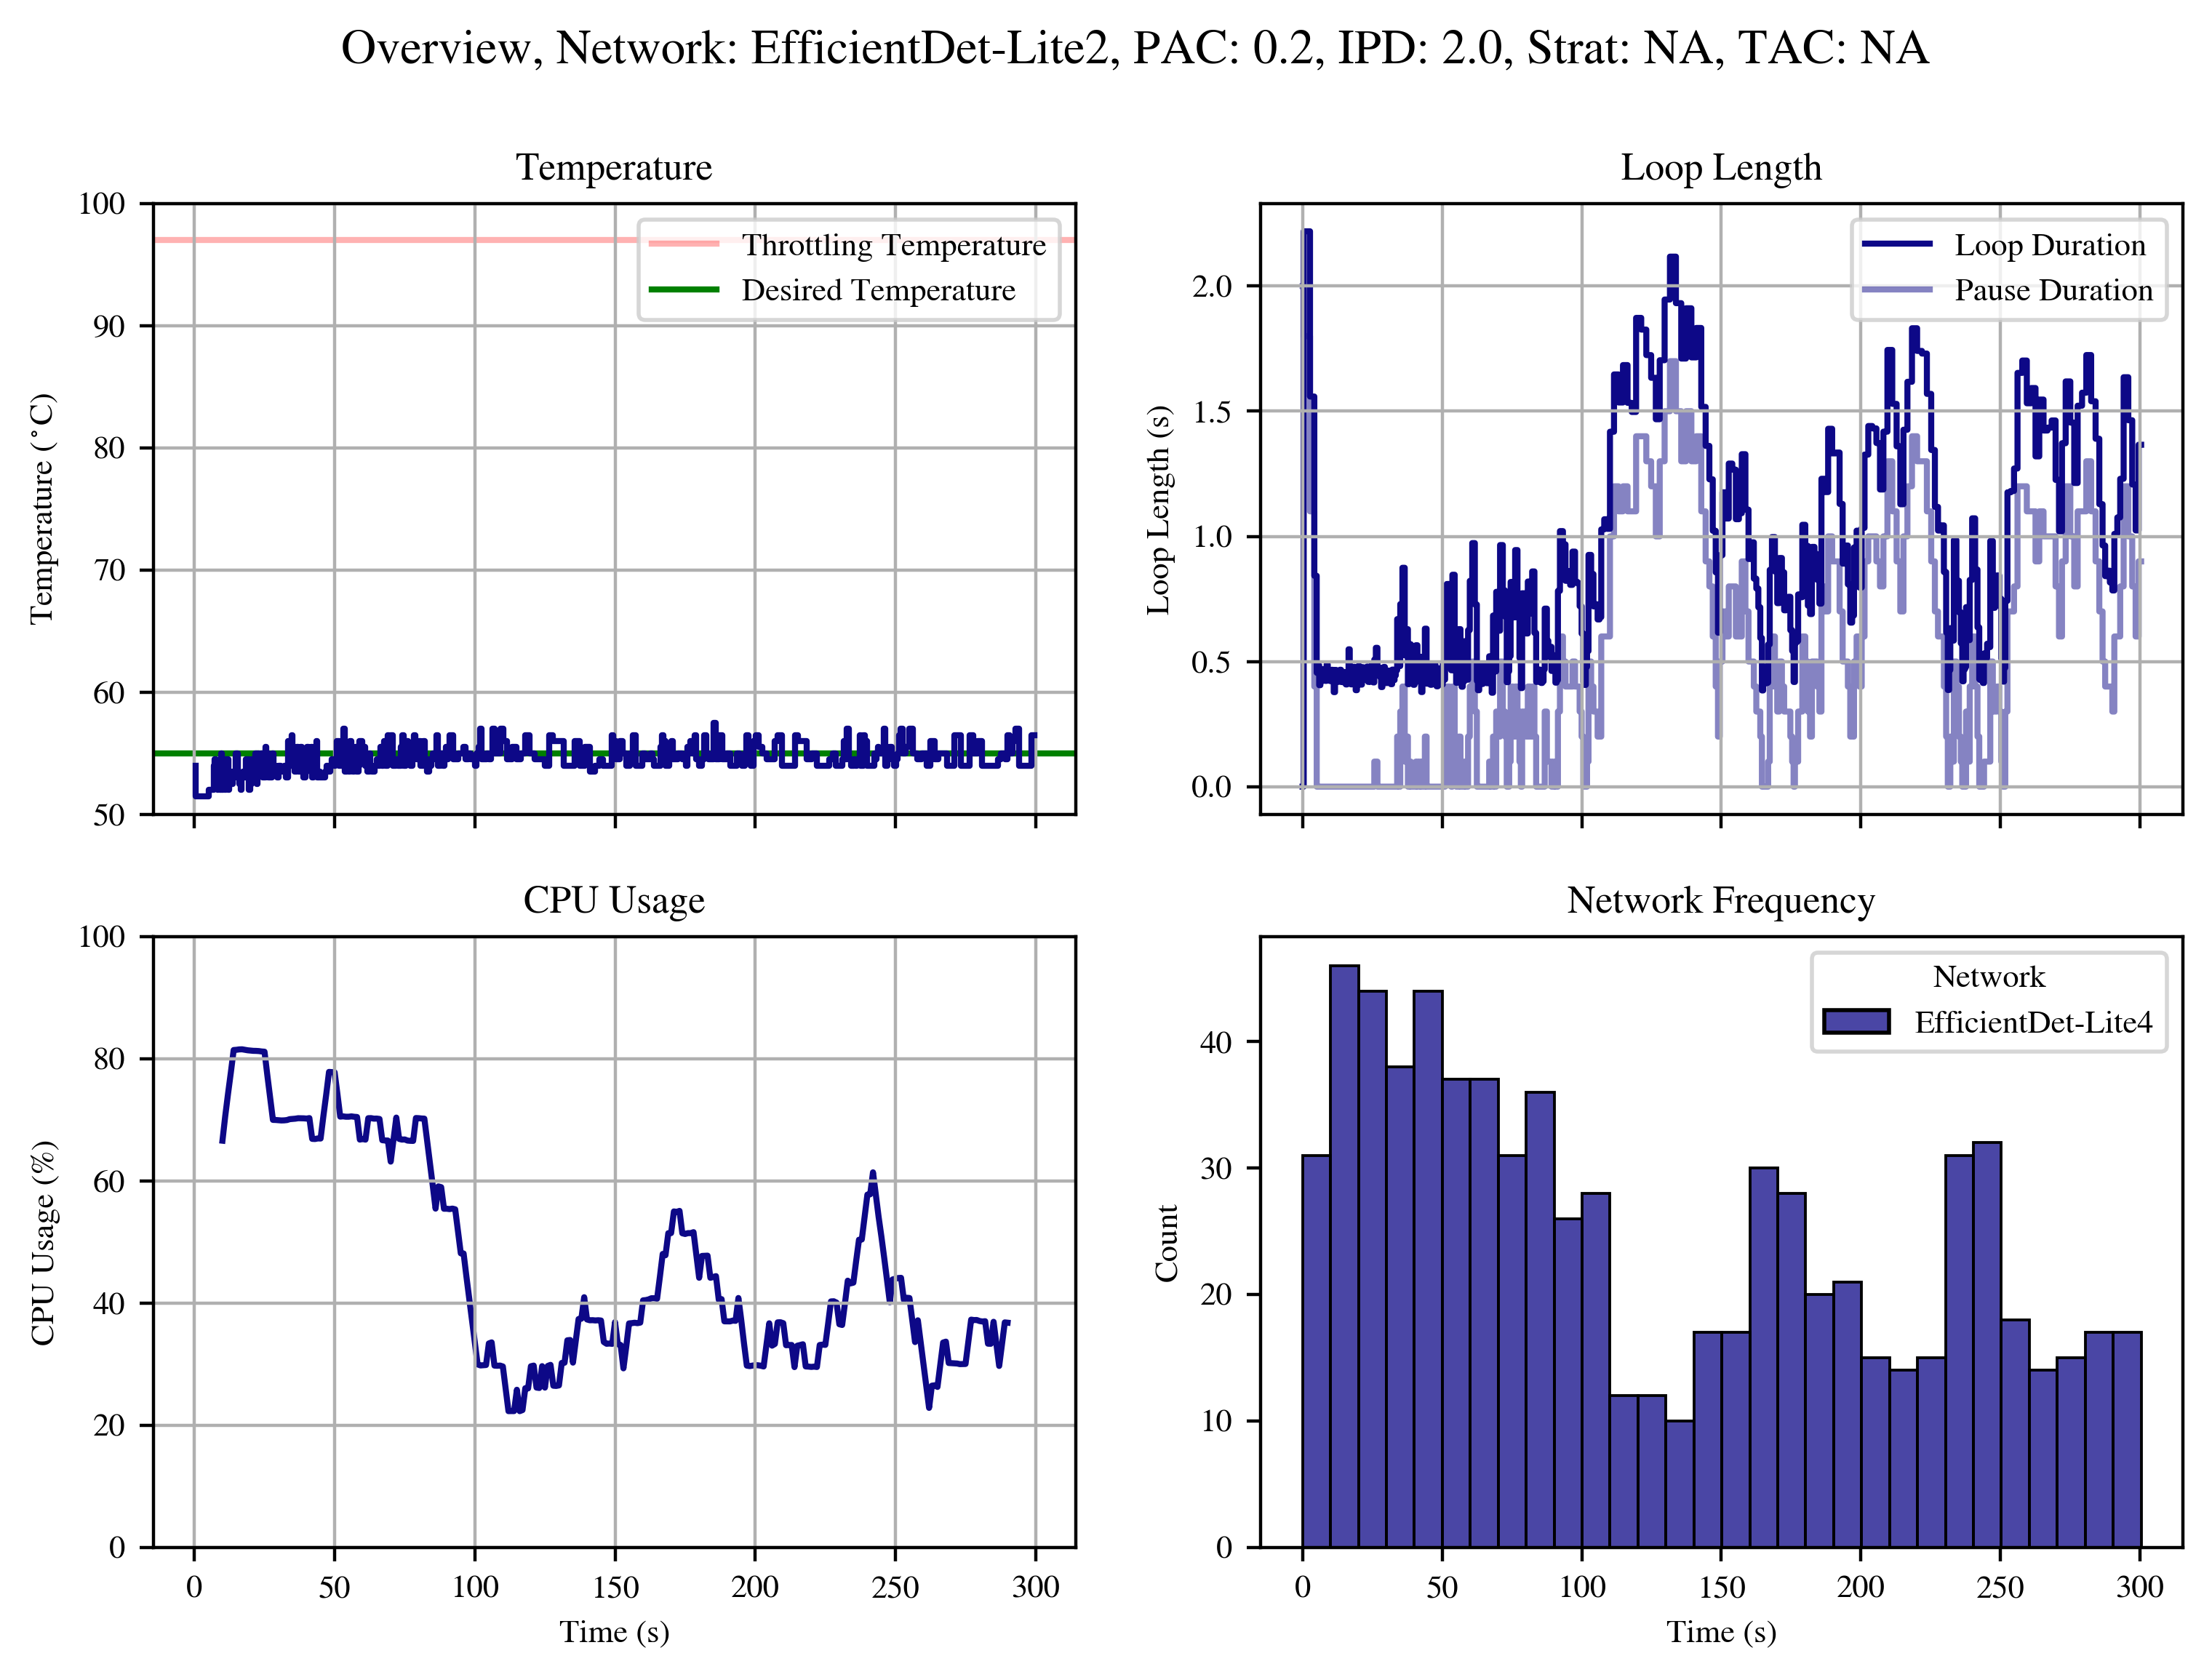 Overview, Network: EfficientDet-Lite2, PAC: 0.2, IPD: 2.0, Strat: NA, TAC: NA
Temperature
100
90
80
70
60
50
Temperature (°C)
Throttling Temperature
Desired Temperature
Loop Length
2.0
1.5
1.0
0.5
0.0
Loop Length (s)
Loop Duration
Pause Duration
CPU Usage
100
80
60
40
20
0
CPU Usage (%)
0 50 100 150 200 250 300
Time (s)
Network Frequency
40
30
20
10
0
Count
Network
EfficientDet-Lite4
0 50 100 150 200 250 300
Time (s)